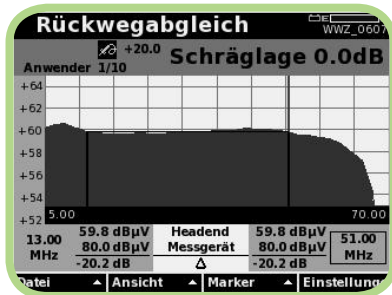 Rückwegabgleich
WWZ_0607
+20.0
Schräglage 0.0dB
Anwender 1/10
+64
+62
+60
+58
+56
+54
+52
5.00 70.00
13.00 MHz
59.8 dBµV Headend 59.8 dBµV
80.0 dBµV Messgerät 80.0 dBµV
-20.2 dB Δ -20.2 dB
51.00 MHz
Datei Ansicht Marker Einstellung